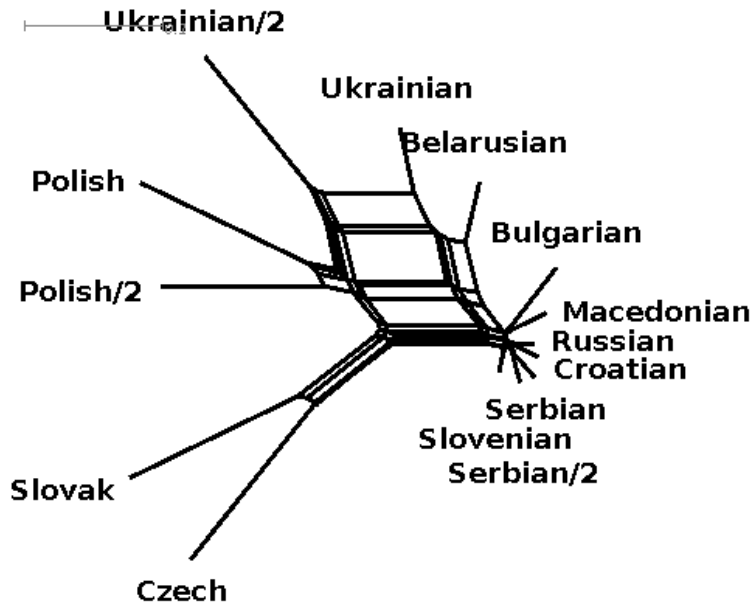 Ukrainian/2
Ukrainian
Belarusian
Polish
Bulgarian
Polish/2
Macedonian
Russian
Croatian
Serbian
Slovenian
Serbian/2
Slovak
Czech